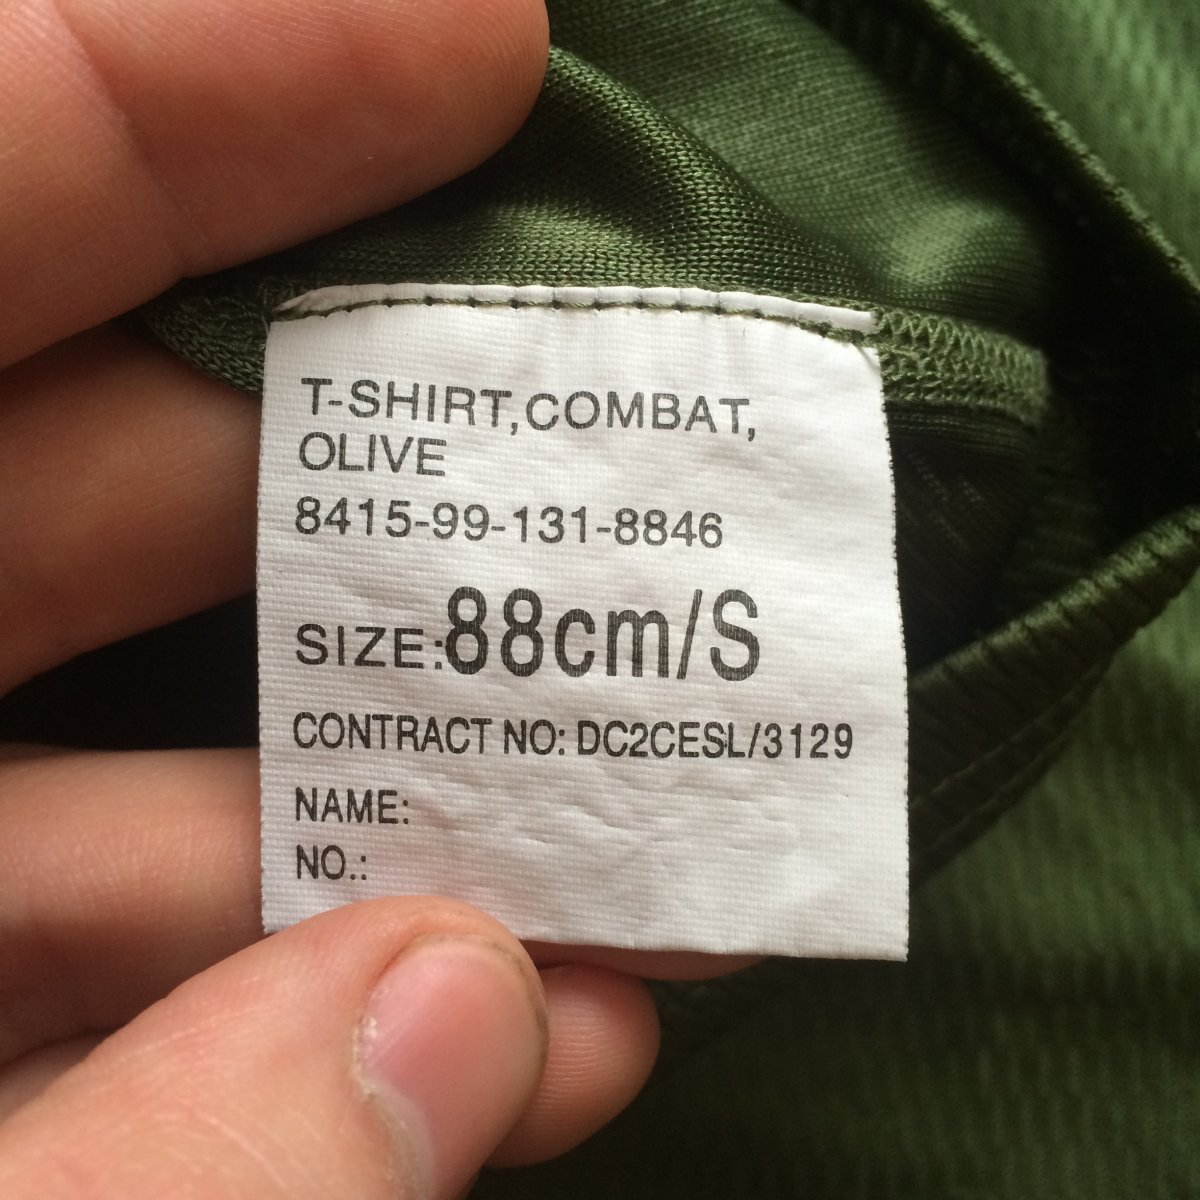 T-SHIRT,COMBAT,
OLIVE
8415-99-131-8846
SIZE:88cm/S
CONTRACT NO: DC2CESL/3129
NAME:
NO.: